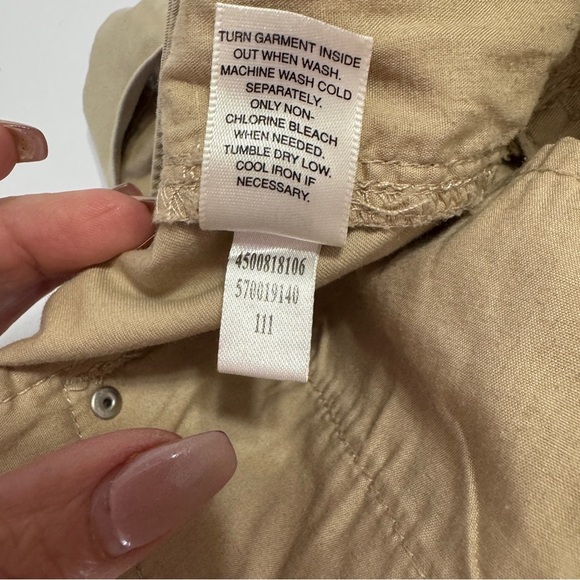 TURN GARMENT INSIDE
OUT WHEN WASH.
MACHINE WASH COLD
SEPARATELY.
ONLY NON-
CHLORINE BLEACH
WHEN NEEDED.
TUMBLE DRY LOW.
COOL IRON IF
NECESSARY.
4500818106
570019140
111